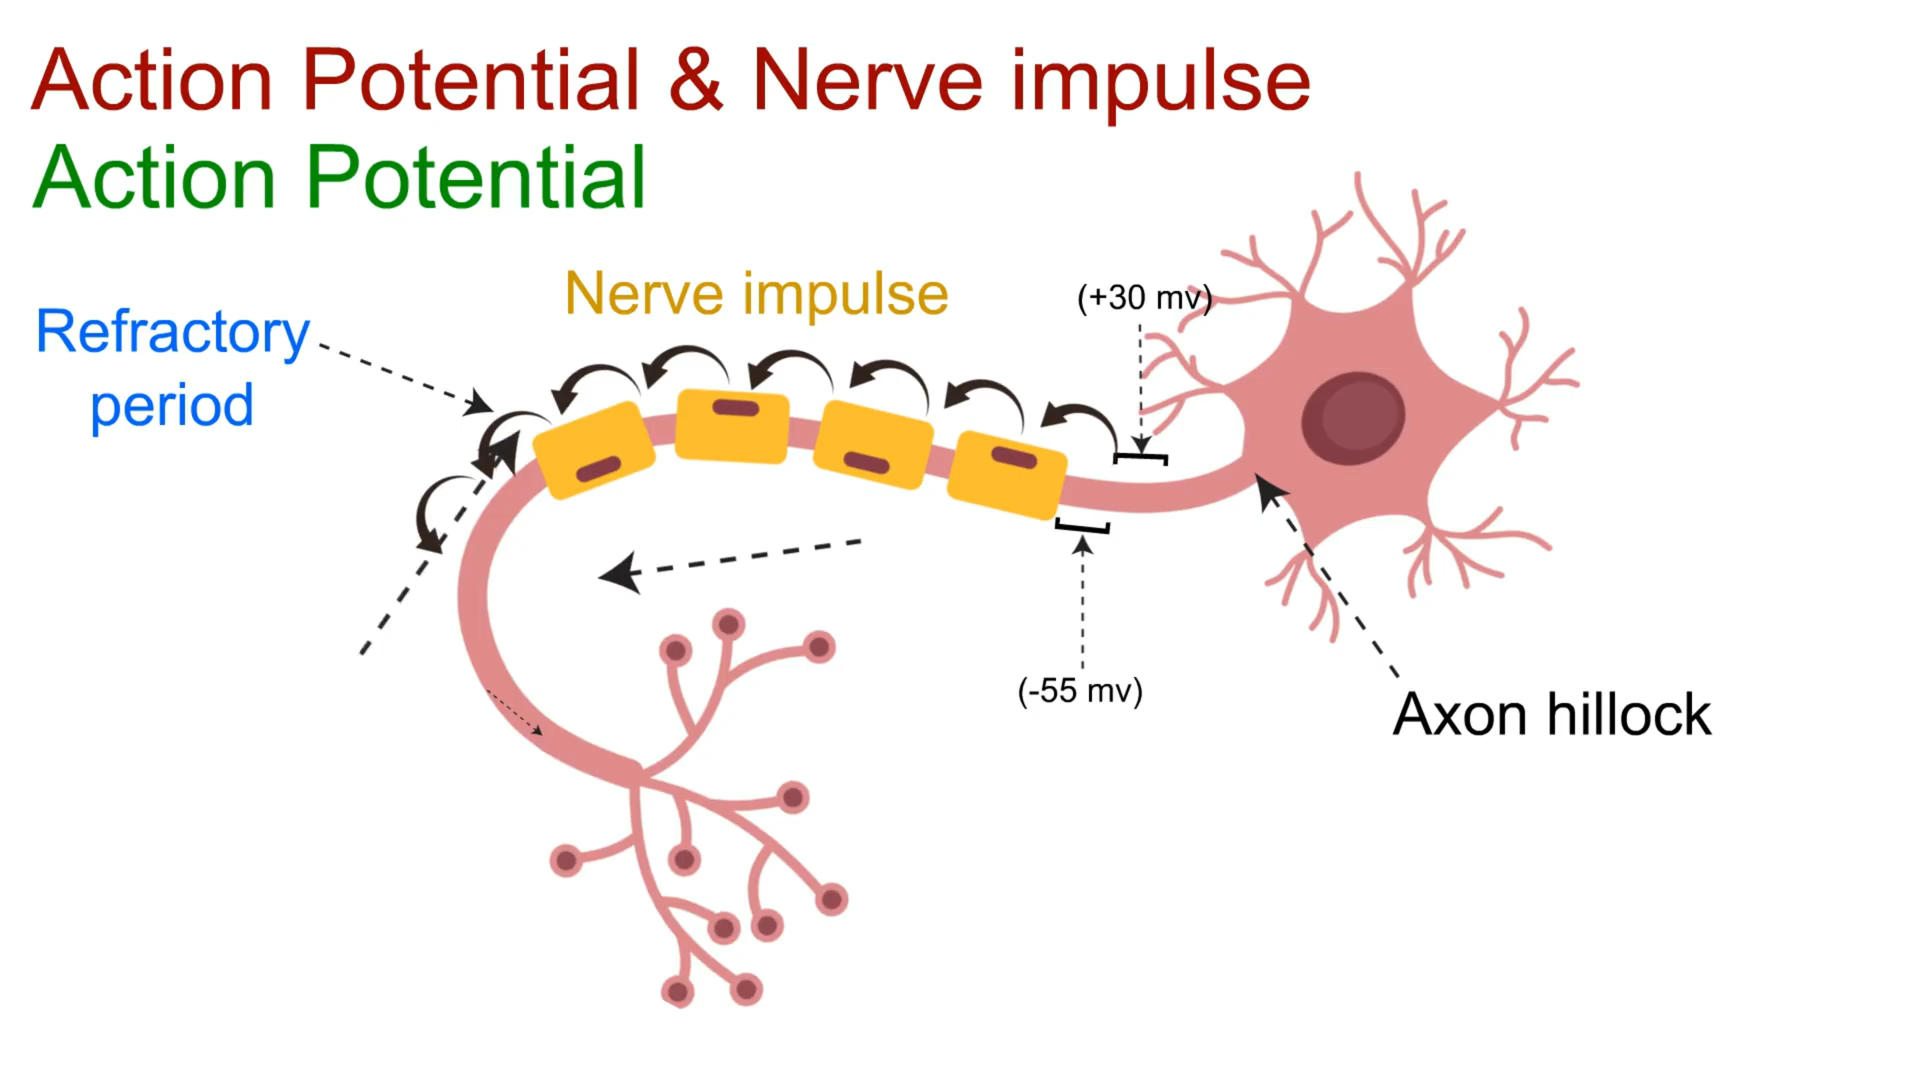 Action Potential & Nerve impulse
Action Potential
Nerve impulse
(+30 mv)
Refractory
period
(-55 mv)
Axon hillock